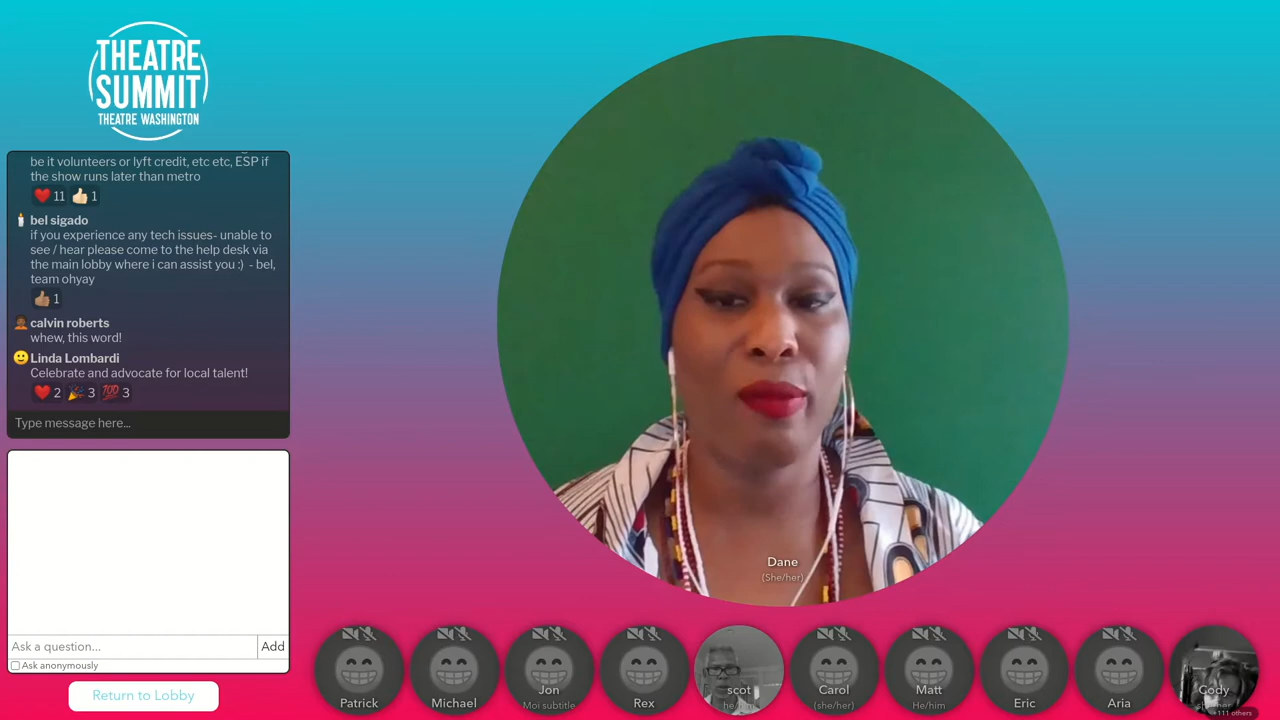 THEATRE
SUMMIT
THEATRE WASHINGTON
be it volunteers or lyft credit, etc etc, ESP if
the show runs later than metro
11 1
bel sigado
if you experience any tech issues- unable to
see / hear please come to the help desk via
the main lobby where i can assist you :) - bel,
team ohyay
1
calvin roberts
whew, this word!
Linda Lombardi
Celebrate and advocate for local talent!
2 3 100 3
Type message here...
Ask a question... Add
Ask anonymously
Return to Lobby
Dane
(She/her)
Patrick
Michael
Jon
Moi subtitle
Rex
scot
he/him
Carol
(she/her)
Matt
He/him
Eric
Aria
Cody
+111 others